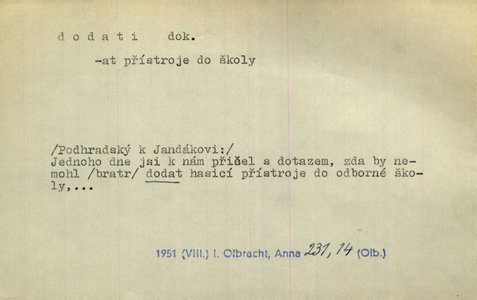 dodati dok.
-at přístroje do školy
/Podhradský k Jandákovi:/
Jednoho dne jsi k nám přišel s dotazem, zda by ne-
mohl /bratr/ dodat hasicí přístroje do odborné ško-
ly,...
1951 (VIII.) I. Olbracht, Anna 231, 14 (Olb.)